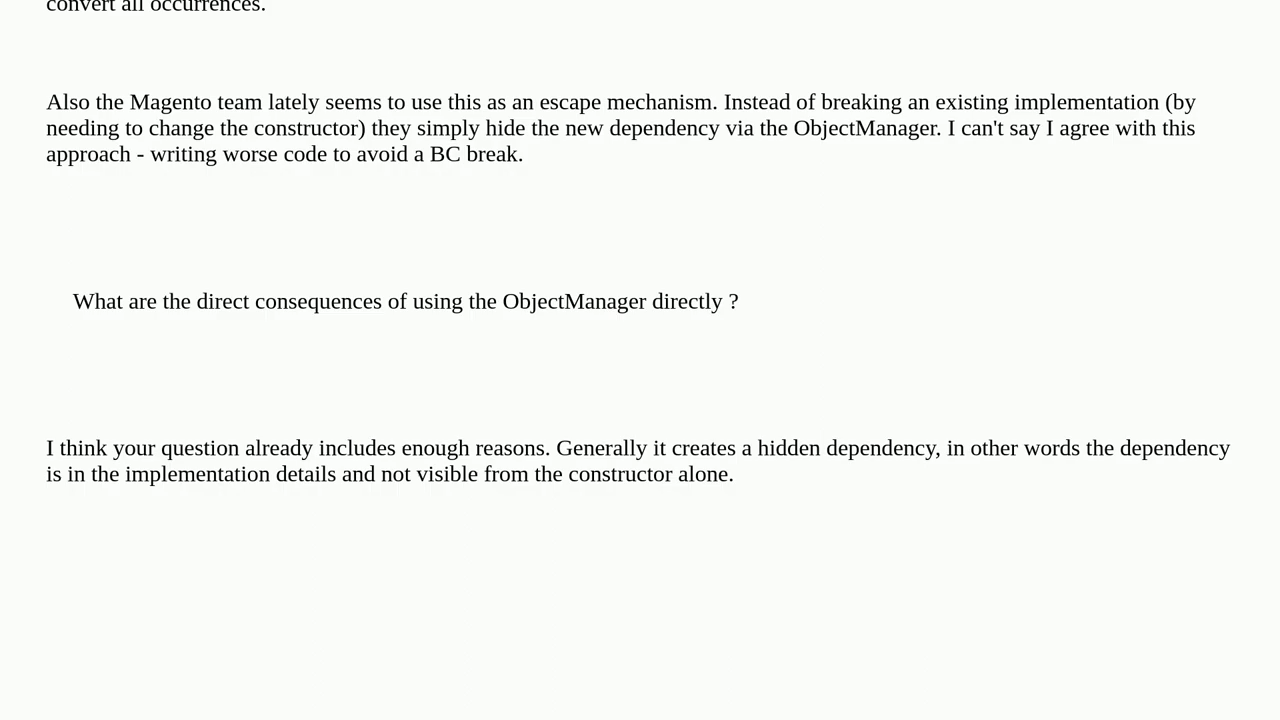 convert all occurrences.
Also the Magento team lately seems to use this as an escape mechanism. Instead of breaking an existing implementation (by
needing to change the constructor) they simply hide the new dependency via the ObjectManager. I can't say I agree with this
approach - writing worse code to avoid a BC break.
What are the direct consequences of using the ObjectManager directly ?
I think your question already includes enough reasons. Generally it creates a hidden dependency, in other words the dependency
is in the implementation details and not visible from the constructor alone.